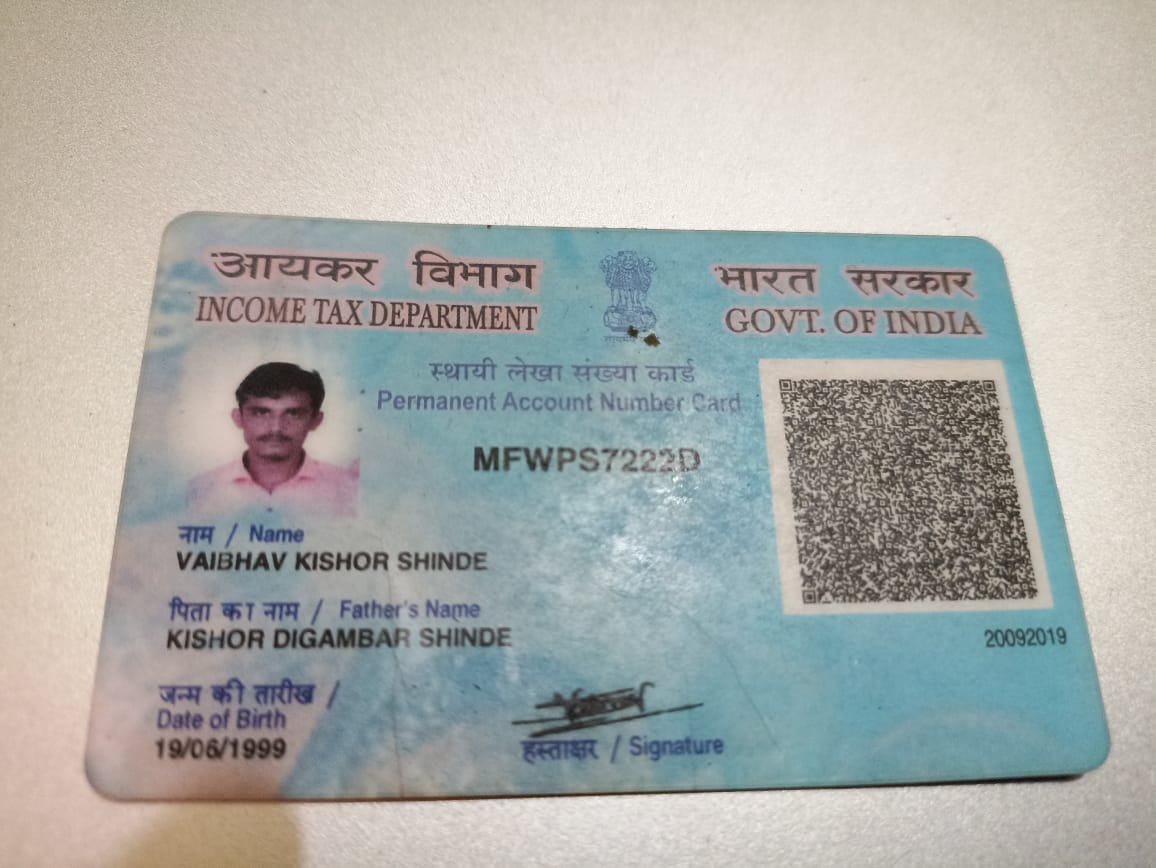 आयकर विभाग
INCOME TAX DEPARTMENT
भारत सरकार
GOVT. OF INDIA
स्थायी लेखा संख्या कार्ड
Permanent Account Number Card
MFWPS7222D
नाम / Name
VAIBHAV KISHOR SHINDE
पिता का नाम / Father's Name
KISHOR DIGAMBAR SHINDE
जन्म की तारीख /
Date of Birth
19/06/1999
हस्ताक्षर / Signature
20092019